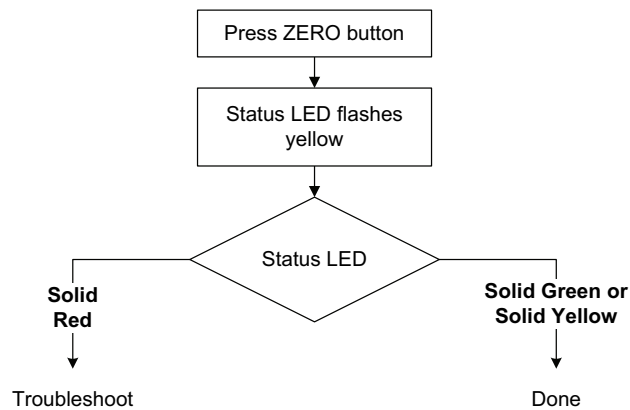 Press ZERO button
Status LED flashes
yellow
Status LED
Solid
Red
Solid Green or
Solid Yellow
Troubleshoot
Done